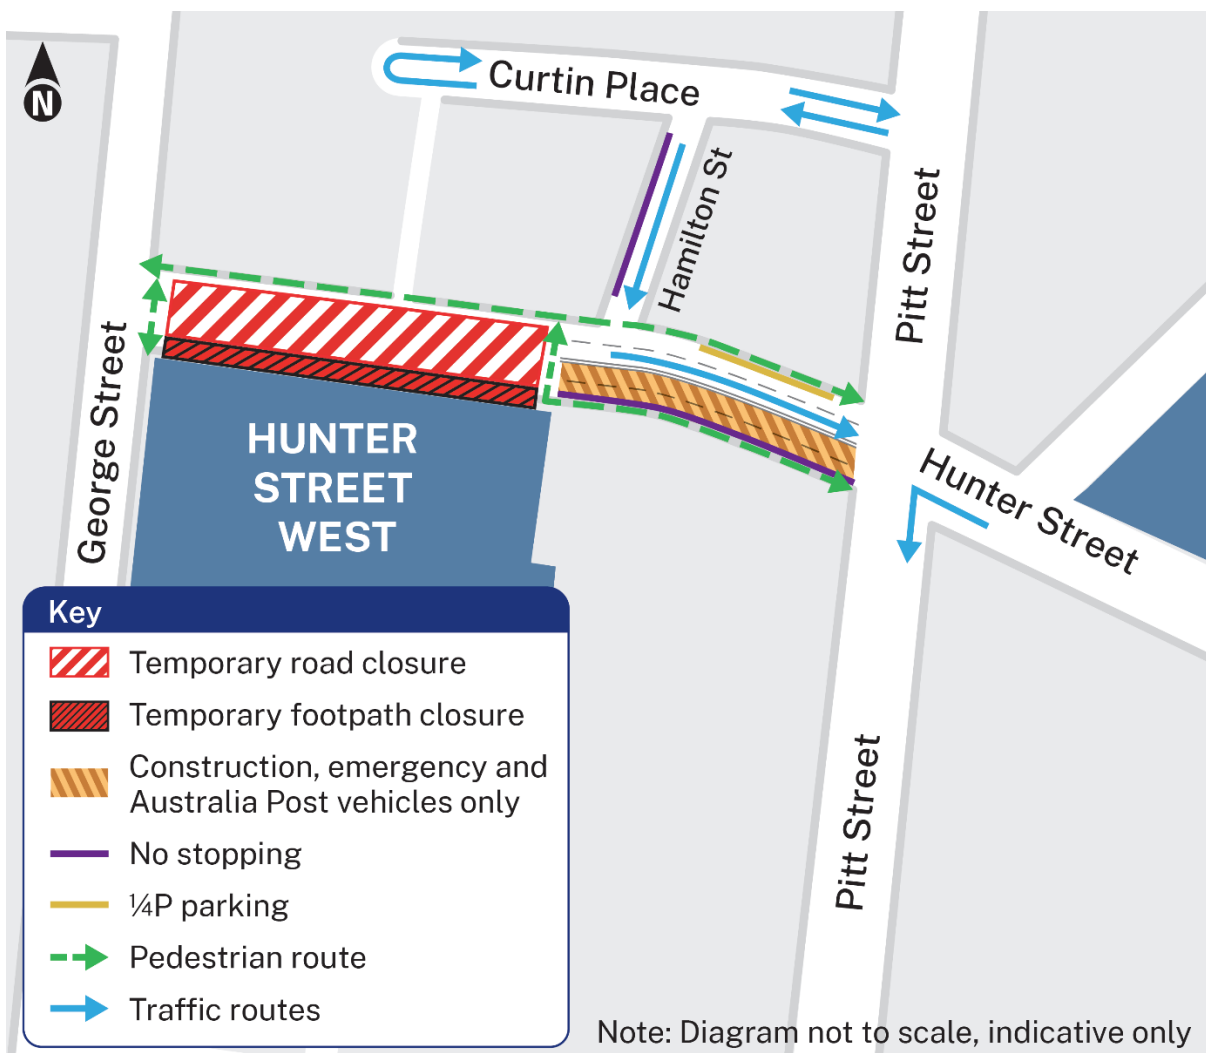 N
Curtin Place
Hamilton St
Pitt Street
George Street
HUNTER
STREET
WEST
Hunter Street
Pitt Street
Key
Temporary road closure
Temporary footpath closure
Construction, emergency and
Australia Post vehicles only
No stopping
¼P parking
Pedestrian route
Traffic routes
Note: Diagram not to scale, indicative only